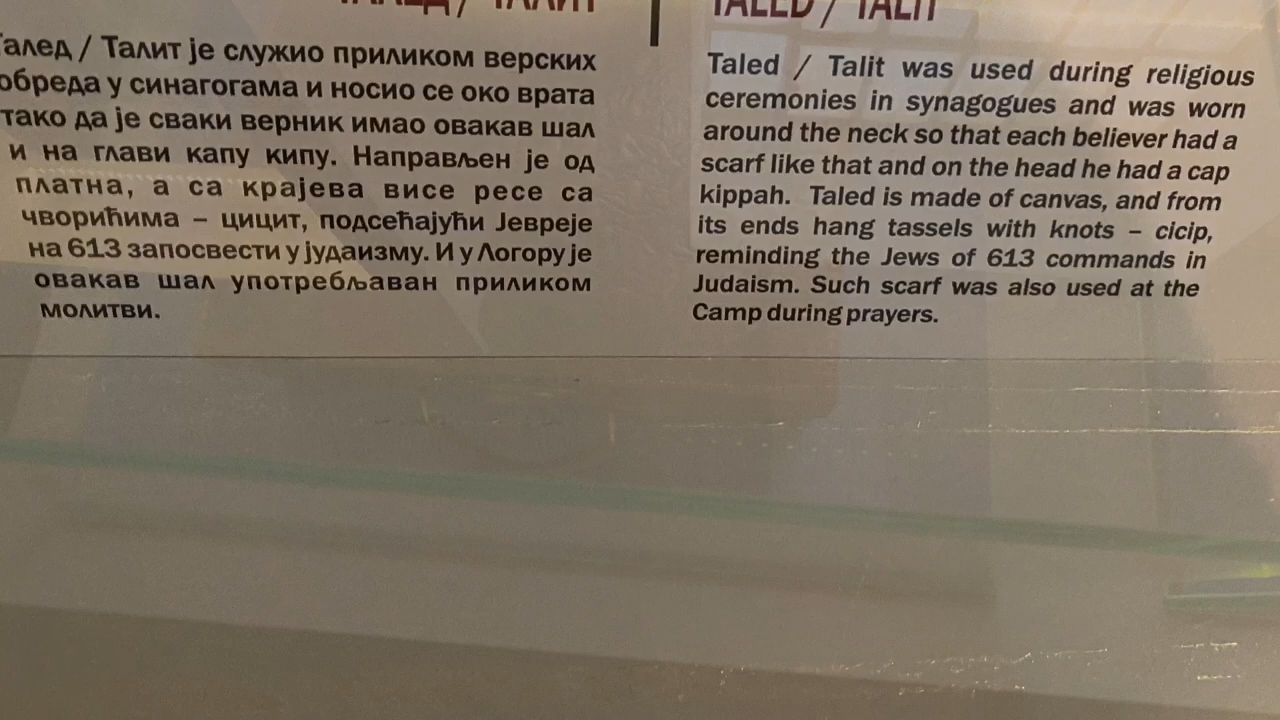 ТАЛЕД / ТАЛИТ
Талед / Талит је служио приликом верских
обреда у синагогама и носио се око врата
тако да је сваки верник имао овакав шал
и на глави капу кипу. Направљен је од
платна, а са крајева висе ресе са
чворићима – цицит, подсећајући Јевреје
на 613 запосвести у јудаизму. И у Логору је
овакав шал употребљаван приликом
молитви.
TALED / TALIT
Taled / Talit was used during religious
ceremonies in synagogues and was worn
around the neck so that each believer had a
scarf like that and on the head he had a cap
kippah. Taled is made of canvas, and from
its ends hang tassels with knots – cicip,
reminding the Jews of 613 commands in
Judaism. Such scarf was also used at the
Camp during prayers.